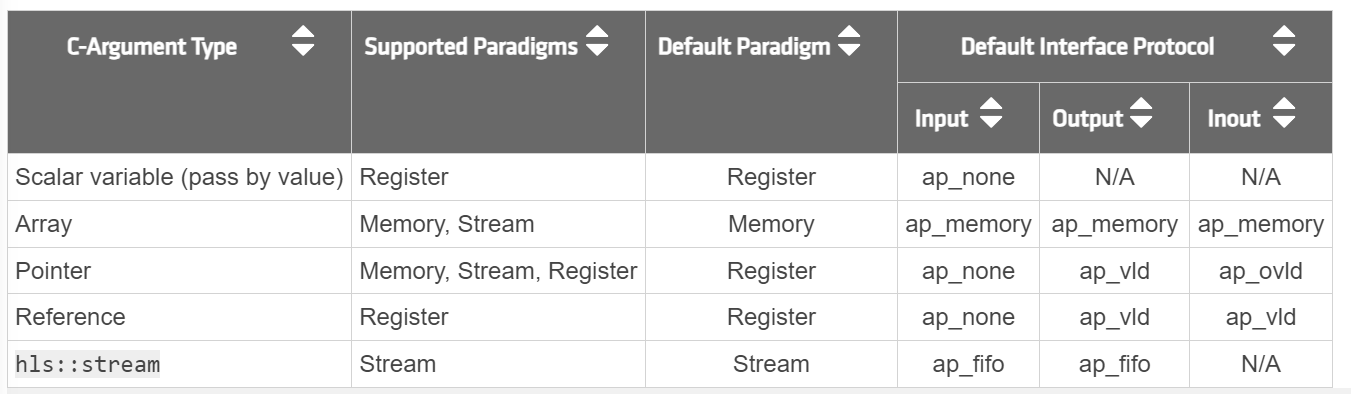 C-Argument Type Supported Paradigms Default Paradigm Default Interface Protocol
Input Output Inout
Scalar variable (pass by value) Register Register ap_none N/A N/A
Array Memory, Stream Memory ap_memory ap_memory ap_memory
Pointer Memory, Stream, Register Register ap_none ap_vld ap_ovld
Reference Register Register ap_none ap_vld ap_vld
hls::stream Stream Stream ap_fifo ap_fifo N/A